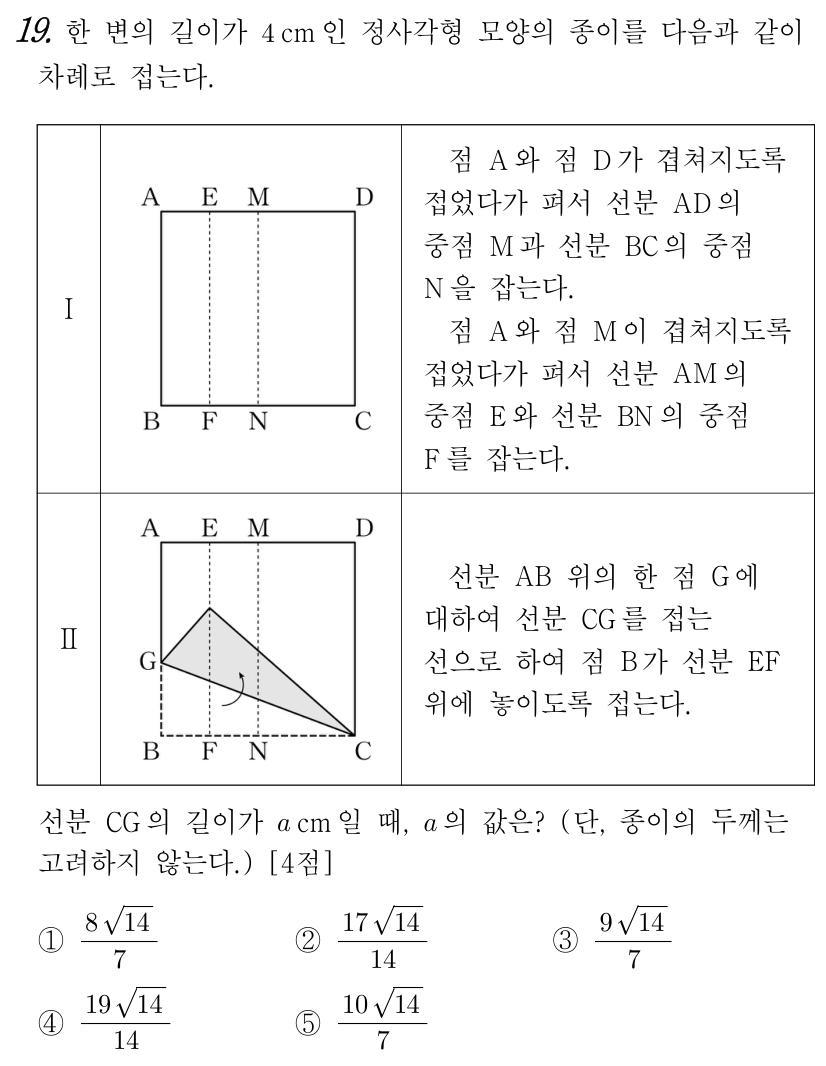 19. 한 변의 길이가 4cm인 정사각형 모양의 종이를 다음과 같이
차례로 접는다.
Ⅰ
A E M D
B F N C
점 A와 점 D가 겹쳐지도록
접었다가 펴서 선분 AD의
중점 M과 선분 BC의 중점
N을 잡는다.
점 A와 점 M이 겹쳐지도록
접었다가 펴서 선분 AM의
중점 E와 선분 BN의 중점
F를 잡는다.
Ⅱ
A E M D
G
B F N C
선분 AB 위의 한 점 G에
대하여 선분 CG를 접는
선으로 하여 점 B가 선분 EF
위에 놓이도록 접는다.
선분 CG의 길이가 a cm일 때, a의 값은? (단, 종이의 두께는
고려하지 않는다.) [4점]
① 8√14/7 ② 17√14/14 ③ 9√14/7
④ 19√14/14 ⑤ 10√14/7